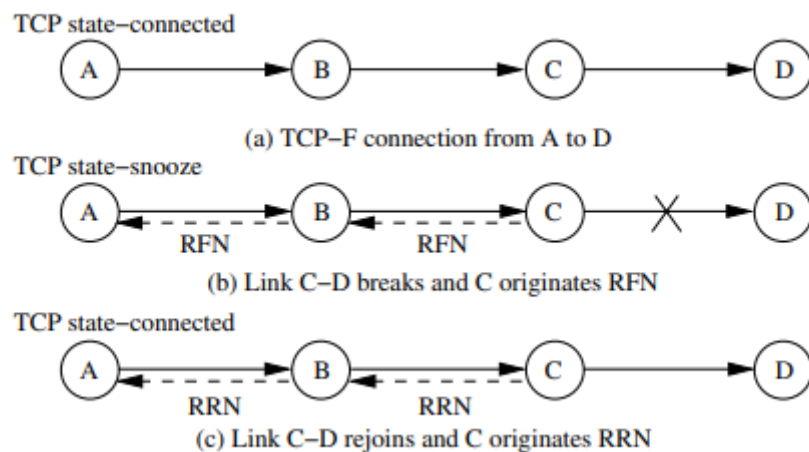 TCP state−connected
A B C D
(a) TCP−F connection from A to D
TCP state−snooze
A B C D
RFN RFN
(b) Link C−D breaks and C originates RFN
TCP state−connected
A B C D
RRN RRN
(c) Link C−D rejoins and C originates RRN